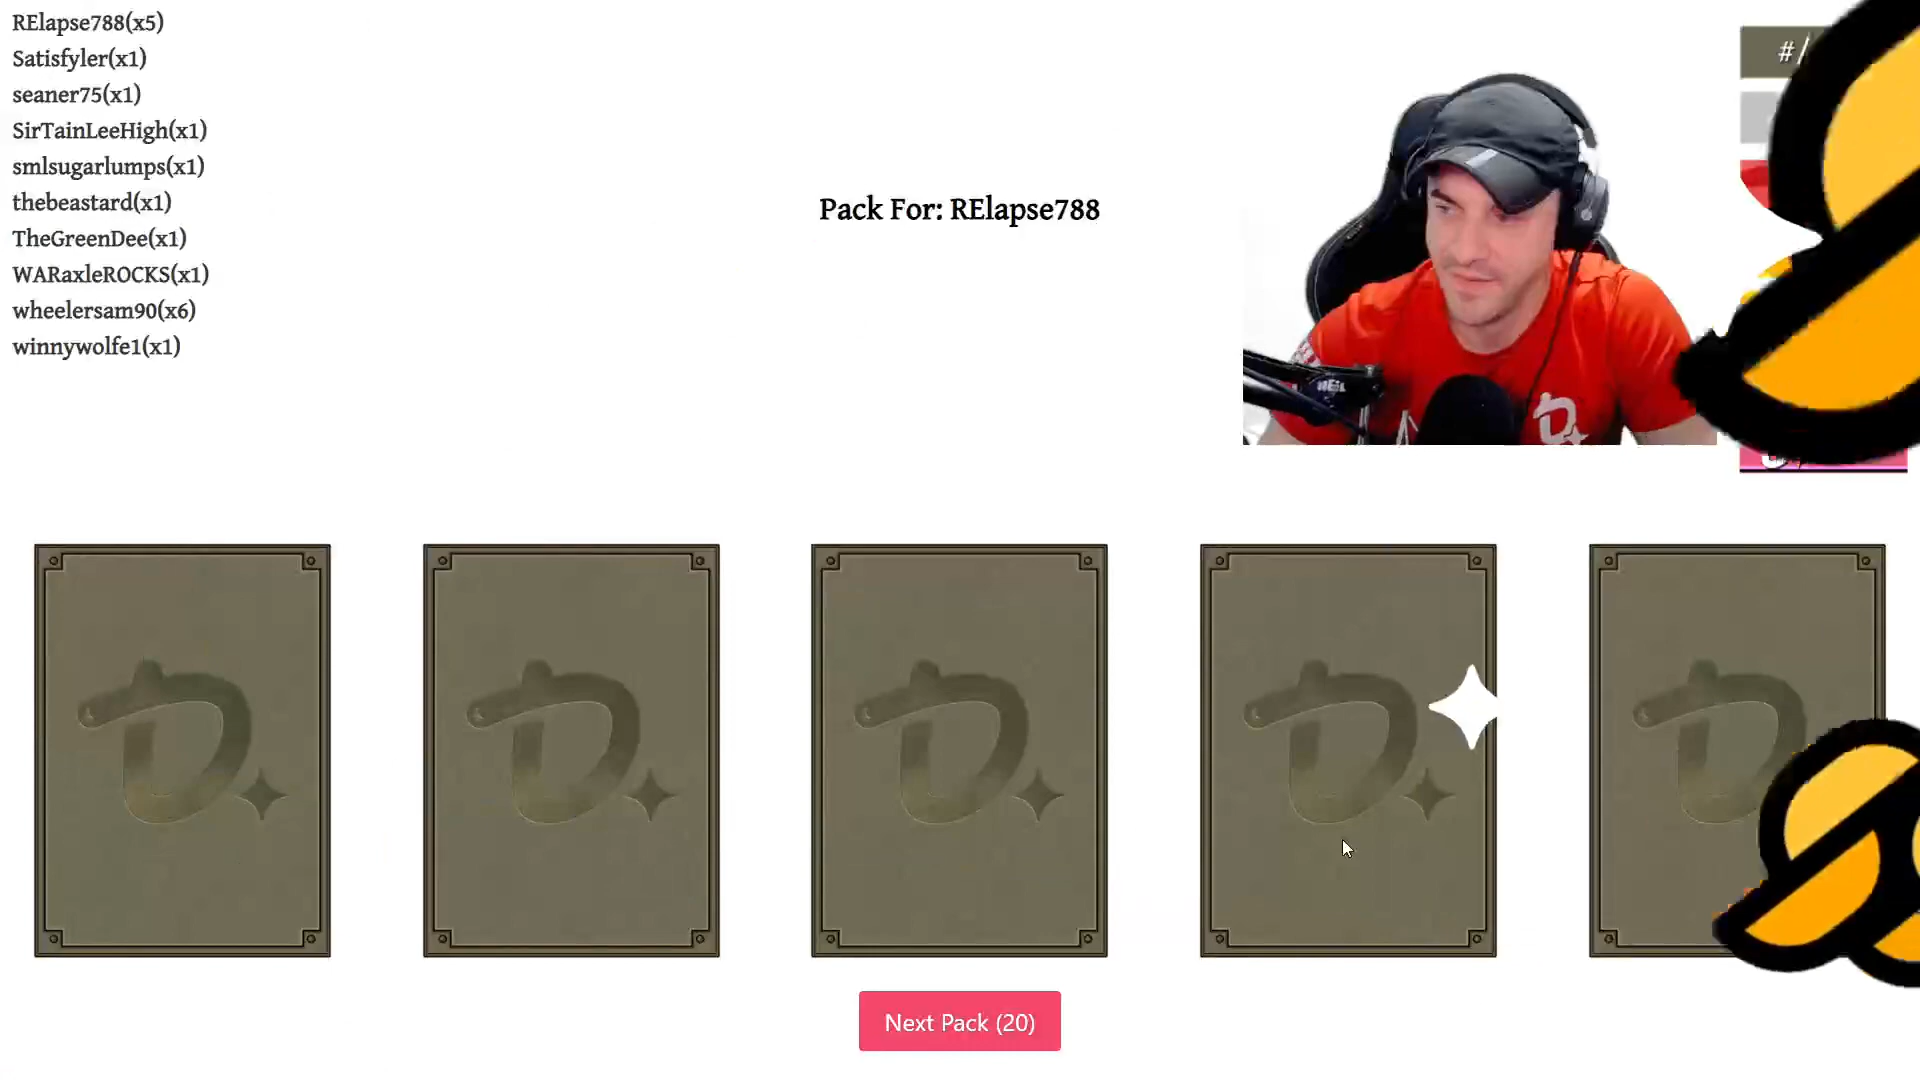 RElapse788(x5)
Satisfyler(x1)
seaner75(x1)
SirTainLeeHigh(x1)
smlsugarlumps(x1)
thebeastard(x1)
TheGreenDee(x1)
WARaxleROCKS(x1)
wheelersam90(x6)
winnywolfe1(x1)
Pack For: RElapse788
#/
Next Pack (20)